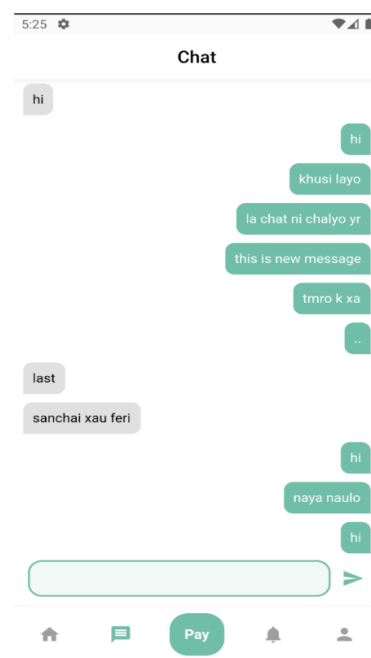 5:25
Chat
hi
hi
khusi layo
la chat ni chalyo yr
this is new message
tmro k xa
..
last
sanchai xau feri
hi
naya naulo
hi
Pay